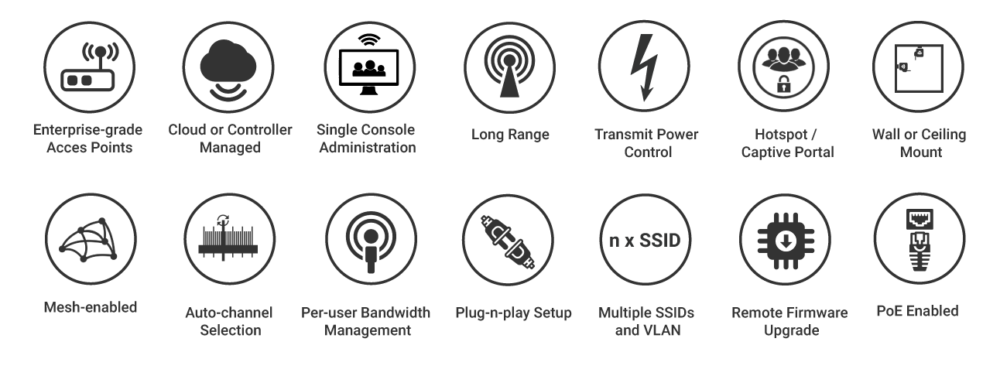 Enterprise-grade
Acces Points
Cloud or Controller
Managed
Single Console
Administration
Long Range
Transmit Power
Control
Hotspot /
Captive Portal
Wall or Ceiling
Mount
n x SSID
Mesh-enabled
Auto-channel
Selection
Per-user Bandwidth
Management
Plug-n-play Setup
Multiple SSIDs
and VLAN
Remote Firmware
Upgrade
PoE Enabled